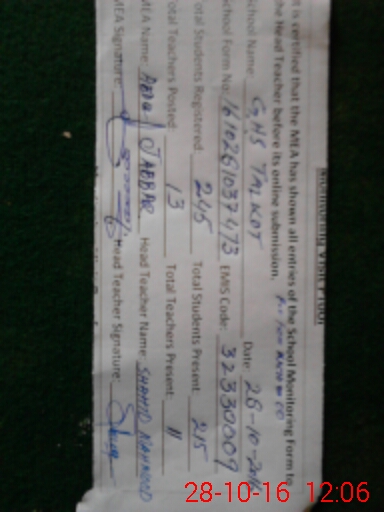 Monitoring Visit Proof
It is certified that the MEA has shown all entries of the School Monitoring Form to
the Head Teacher before its online submission.
School Name: GHS TALKOT Date: 28-10-2016
School Form No: EMIS Code: 32330009
Total Students Registered: 245 Total Students Present: 215
Total Teachers Posted: 13 Total Teachers Present: 11
MEA Name: Abdul JABBAR Head Teacher Name: SHAHID MAHMOOD
MEA Signature: Head Teacher Signature:
28-10-16 12:06